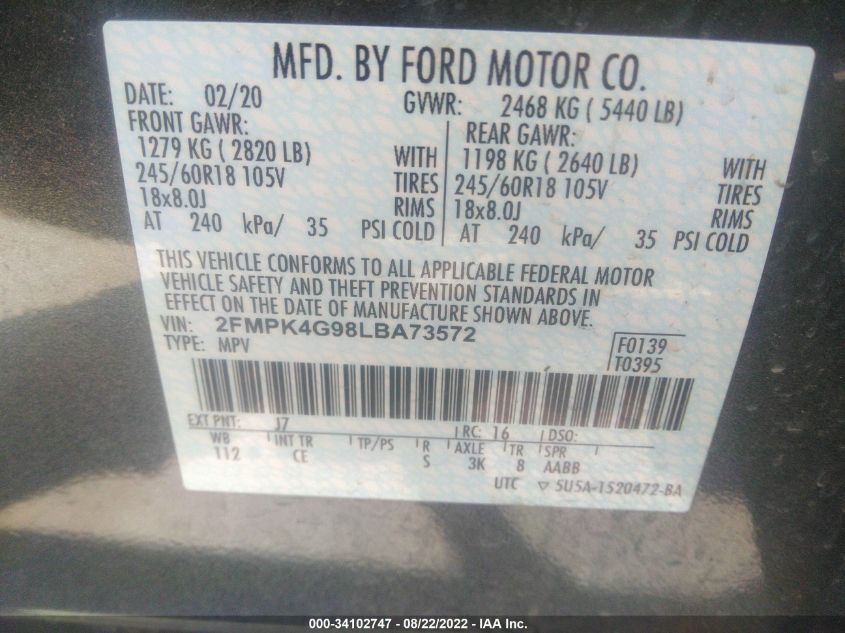 MFD. BY FORD MOTOR CO.
DATE: 02/20 GVWR: 2468 KG ( 5440 LB)
FRONT GAWR: REAR GAWR:
1279 KG ( 2820 LB) WITH 1198 KG ( 2640 LB) WITH
245/60R18 105V TIRES 245/60R18 105V TIRES
18x8.0J RIMS 18x8.0J RIMS
AT 240 kPa/ 35 PSI COLD AT 240 kPa/ 35 PSI COLD
THIS VEHICLE CONFORMS TO ALL APPLICABLE FEDERAL MOTOR
VEHICLE SAFETY AND THEFT PREVENTION STANDARDS IN
EFFECT ON THE DATE OF MANUFACTURE SHOWN ABOVE.
VIN: 2FMPK4G98LBA73572 F0139
TYPE: MPV T0395
EXT PNT: J7 RC: 16 DSO:
WB INT TR TP/PS R AXLE TR SPR
112 CE S 3K 8 AABB
UTC ▽ 5U5A-1520472-BA
000-34102747 - 08/22/2022 - IAA Inc.